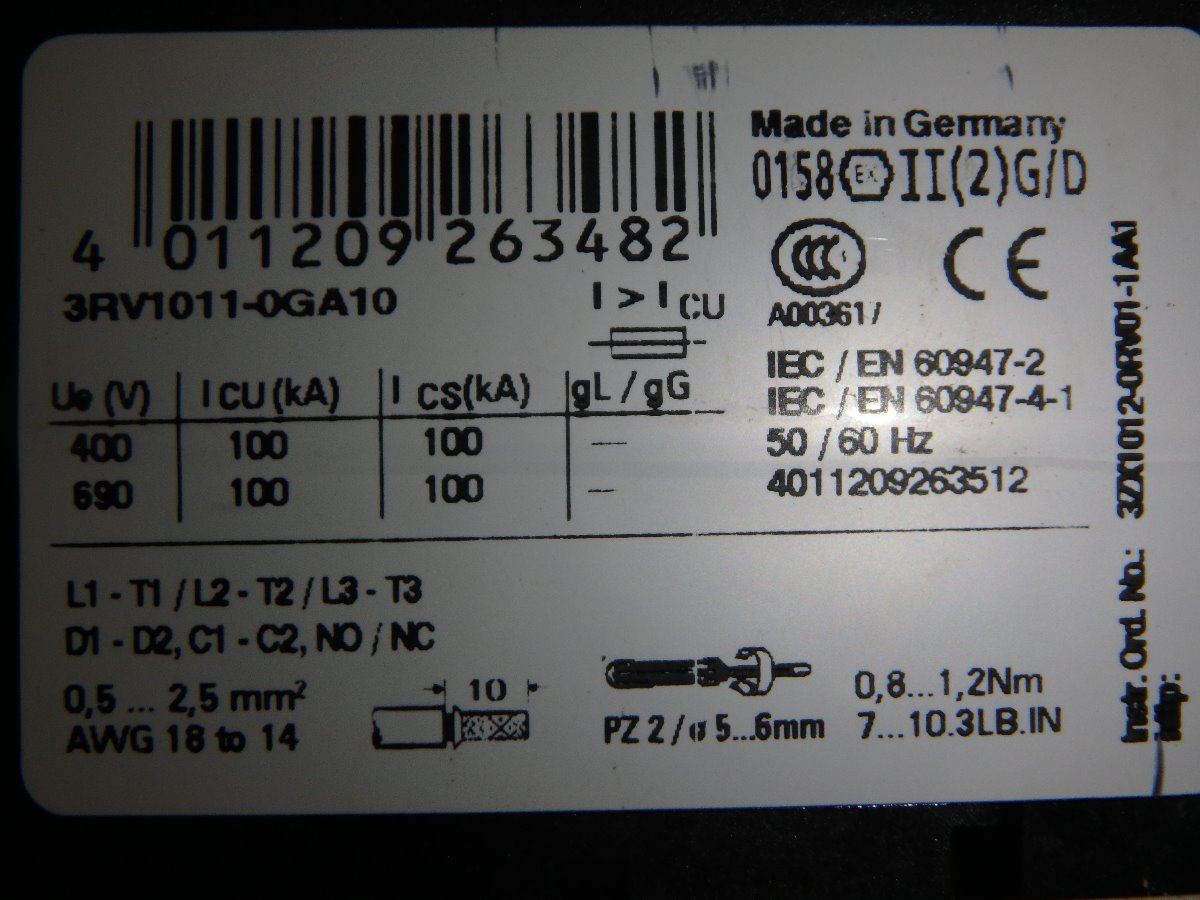 Made in Germany
0158 EX II(2)G/D
4 011209 263482
3RV1011-0GA10
I > I CU
CCC
CE
A003617
Ue (V) I CU (kA) I CS(kA) gL / gG
400 100 100 —
690 100 100 —
IEC / EN 60947-2
IEC / EN 60947-4-1
50 / 60 Hz
4011209263512
L1 - T1 / L2 - T2 / L3 - T3
D1 - D2, C1 - C2, NO / NC
0,5 ... 2,5 mm²
AWG 18 to 14
10
PZ 2 / ø 5...6mm
0,8...1,2Nm
7...10.3LB.IN
Instr. Ord. No.: 3ZX1012-0RV01-1AA1